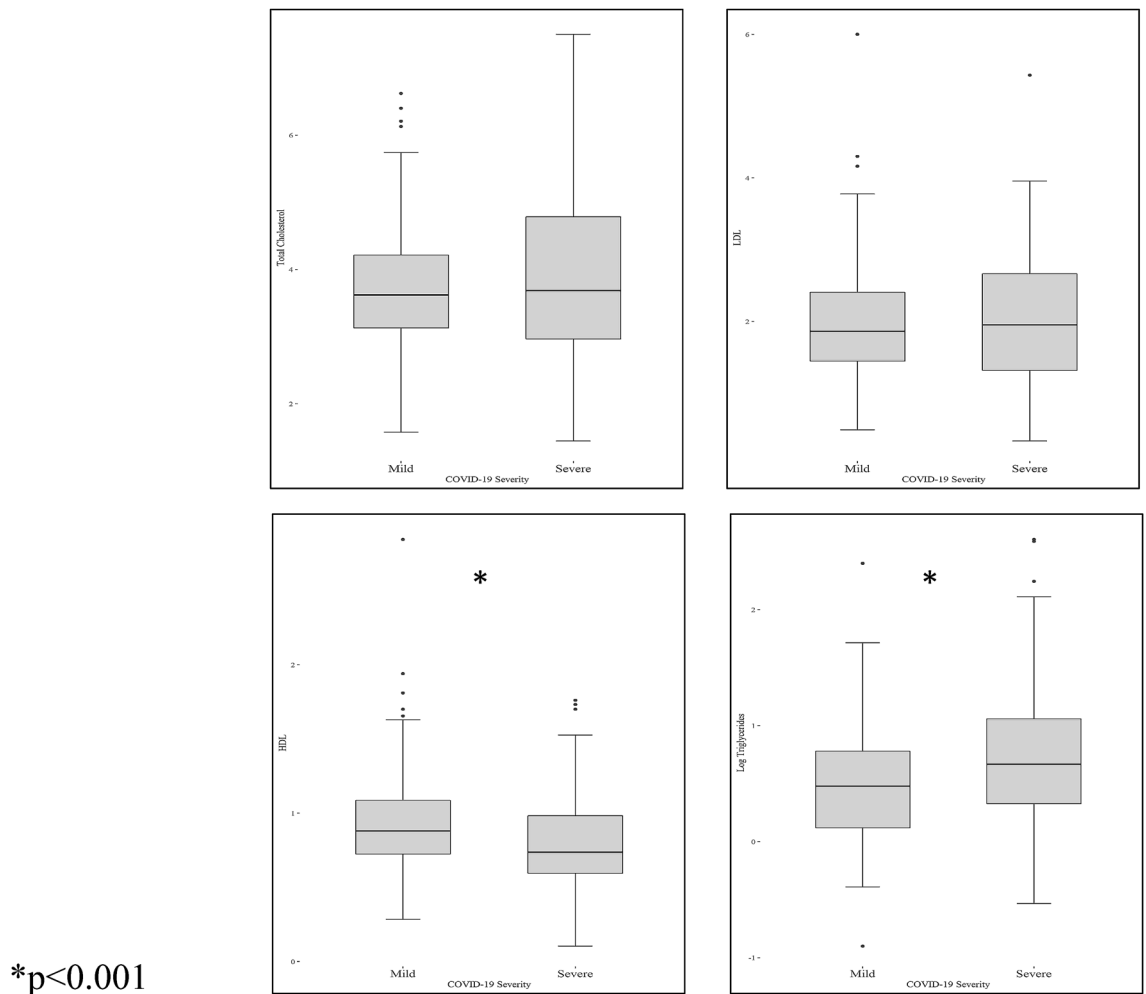 Total Cholesterol
6
4
2
Mild Severe
COVID-19 Severity
LDL
6
4
2
Mild Severe
COVID-19 Severity
HDL
2
1
0
*
Mild Severe
COVID-19 Severity
Log Triglycerides
2
1
0
-1
*
Mild Severe
COVID-19 Severity
*p<0.001